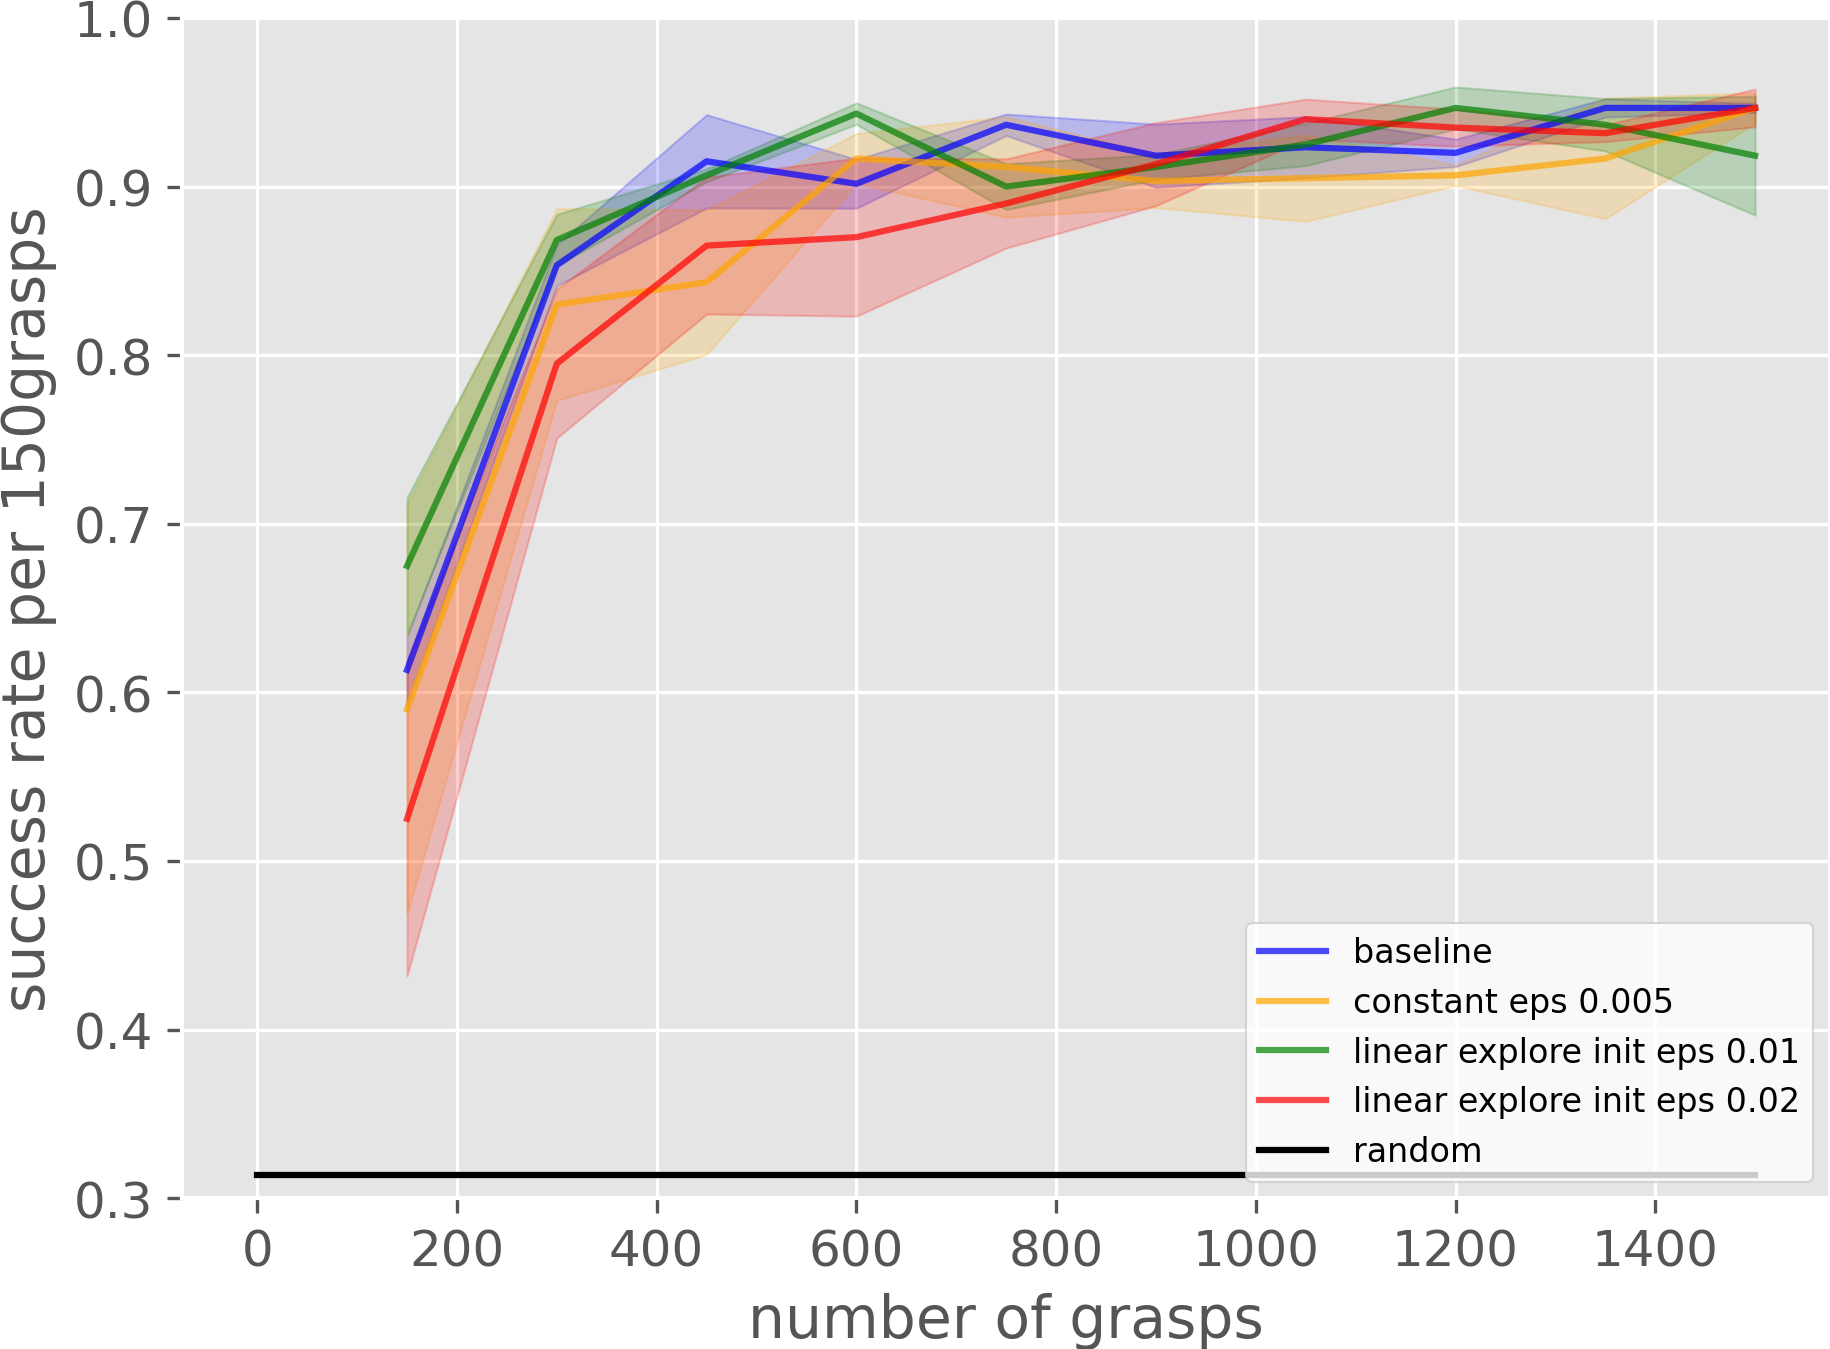 1.0
0.9
0.8
0.7
0.6
0.5
0.4
0.3
success rate per 150grasps
baseline
constant eps 0.005
linear explore init eps 0.01
linear explore init eps 0.02
random
0 200 400 600 800 1000 1200 1400
number of grasps